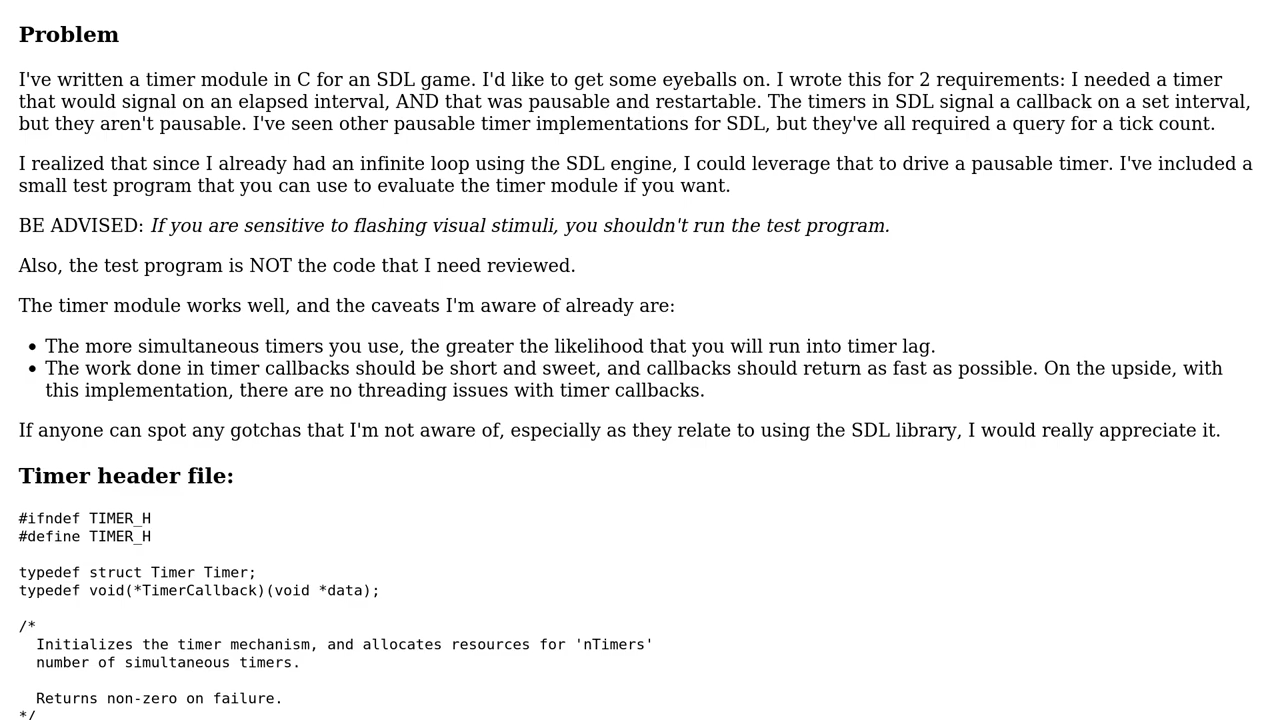 Problem
I've written a timer module in C for an SDL game. I'd like to get some eyeballs on. I wrote this for 2 requirements: I needed a timer
that would signal on an elapsed interval, AND that was pausable and restartable. The timers in SDL signal a callback on a set interval,
but they aren't pausable. I've seen other pausable timer implementations for SDL, but they've all required a query for a tick count.
I realized that since I already had an infinite loop using the SDL engine, I could leverage that to drive a pausable timer. I've included a
small test program that you can use to evaluate the timer module if you want.
BE ADVISED: If you are sensitive to flashing visual stimuli, you shouldn't run the test program.
Also, the test program is NOT the code that I need reviewed.
The timer module works well, and the caveats I'm aware of already are:
• The more simultaneous timers you use, the greater the likelihood that you will run into timer lag.
• The work done in timer callbacks should be short and sweet, and callbacks should return as fast as possible. On the upside, with
this implementation, there are no threading issues with timer callbacks.
If anyone can spot any gotchas that I'm not aware of, especially as they relate to using the SDL library, I would really appreciate it.
Timer header file:
#ifndef TIMER_H
#define TIMER_H
typedef struct Timer Timer;
typedef void(*TimerCallback)(void *data);
/*
Initializes the timer mechanism, and allocates resources for 'nTimers'
number of simultaneous timers.
Returns non-zero on failure.
*/